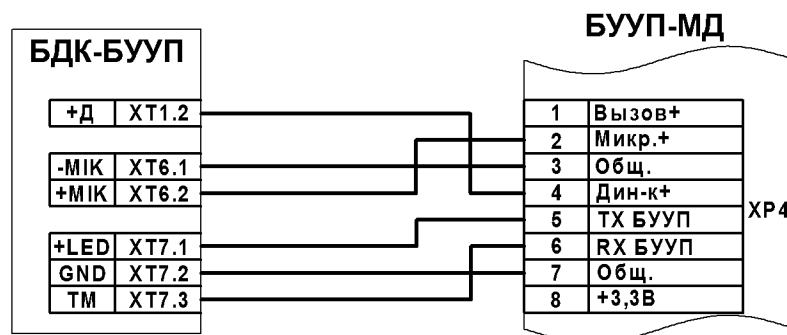 БУУП-МД
БДК-БУУП
+Д XT1.2
-MIK XT6.1
+MIK XT6.2
+LED XT7.1
GND XT7.2
TM XT7.3
1 Вызов+
2 Микр.+
3 Общ.
4 Дин-к+
5 TX БУУП
6 RX БУУП
7 Общ.
8 +3,3В
XP4